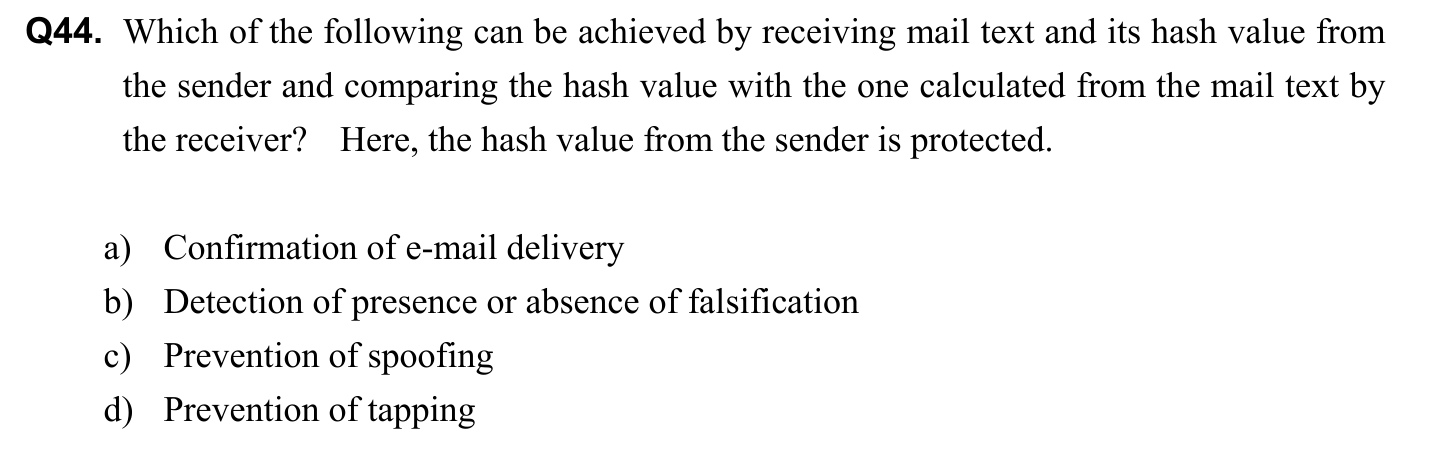 Q44. Which of the following can be achieved by receiving mail text and its hash value from
the sender and comparing the hash value with the one calculated from the mail text by
the receiver? Here, the hash value from the sender is protected.
a) Confirmation of e-mail delivery
b) Detection of presence or absence of falsification
c) Prevention of spoofing
d) Prevention of tapping